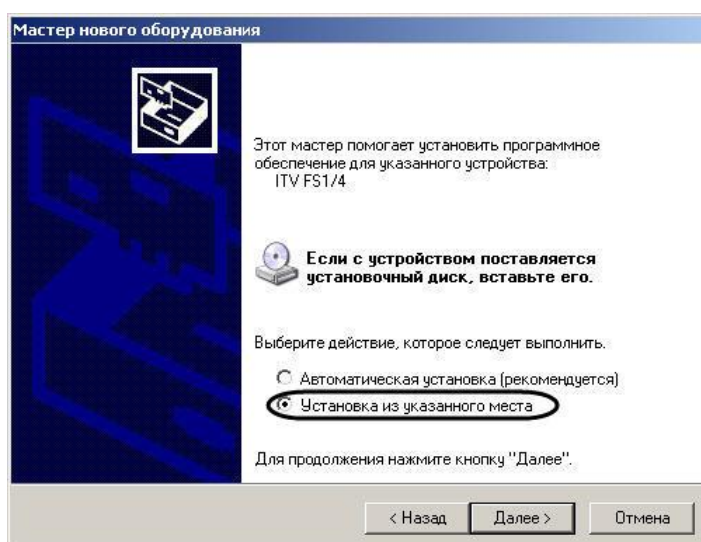 Мастер нового оборудования
Этот мастер помогает установить программное
обеспечение для указанного устройства:
ITV FS1/4
Если с устройством поставляется
установочный диск, вставьте его.
Выберите действие, которое следует выполнить.
Автоматическая установка (рекомендуется)
Установка из указанного места
Для продолжения нажмите кнопку "Далее".
< Назад
Далее >
Отмена